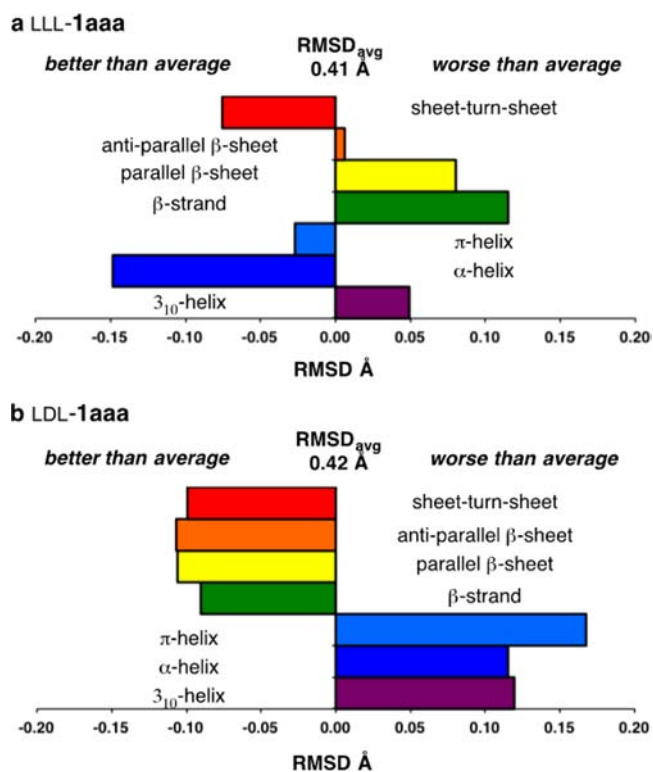 a LLL-1aaa
better than average
RMSDavg
0.41 Å
worse than average
sheet-turn-sheet
anti-parallel β-sheet
parallel β-sheet
β-strand
π-helix
α-helix
310-helix
-0.20 -0.15 -0.10 -0.05 0.00 0.05 0.10 0.15 0.20
RMSD Å
b LDL-1aaa
better than average
RMSDavg
0.42 Å
worse than average
sheet-turn-sheet
anti-parallel β-sheet
parallel β-sheet
β-strand
π-helix
α-helix
310-helix
-0.20 -0.15 -0.10 -0.05 0.00 0.05 0.10 0.15 0.20
RMSD Å